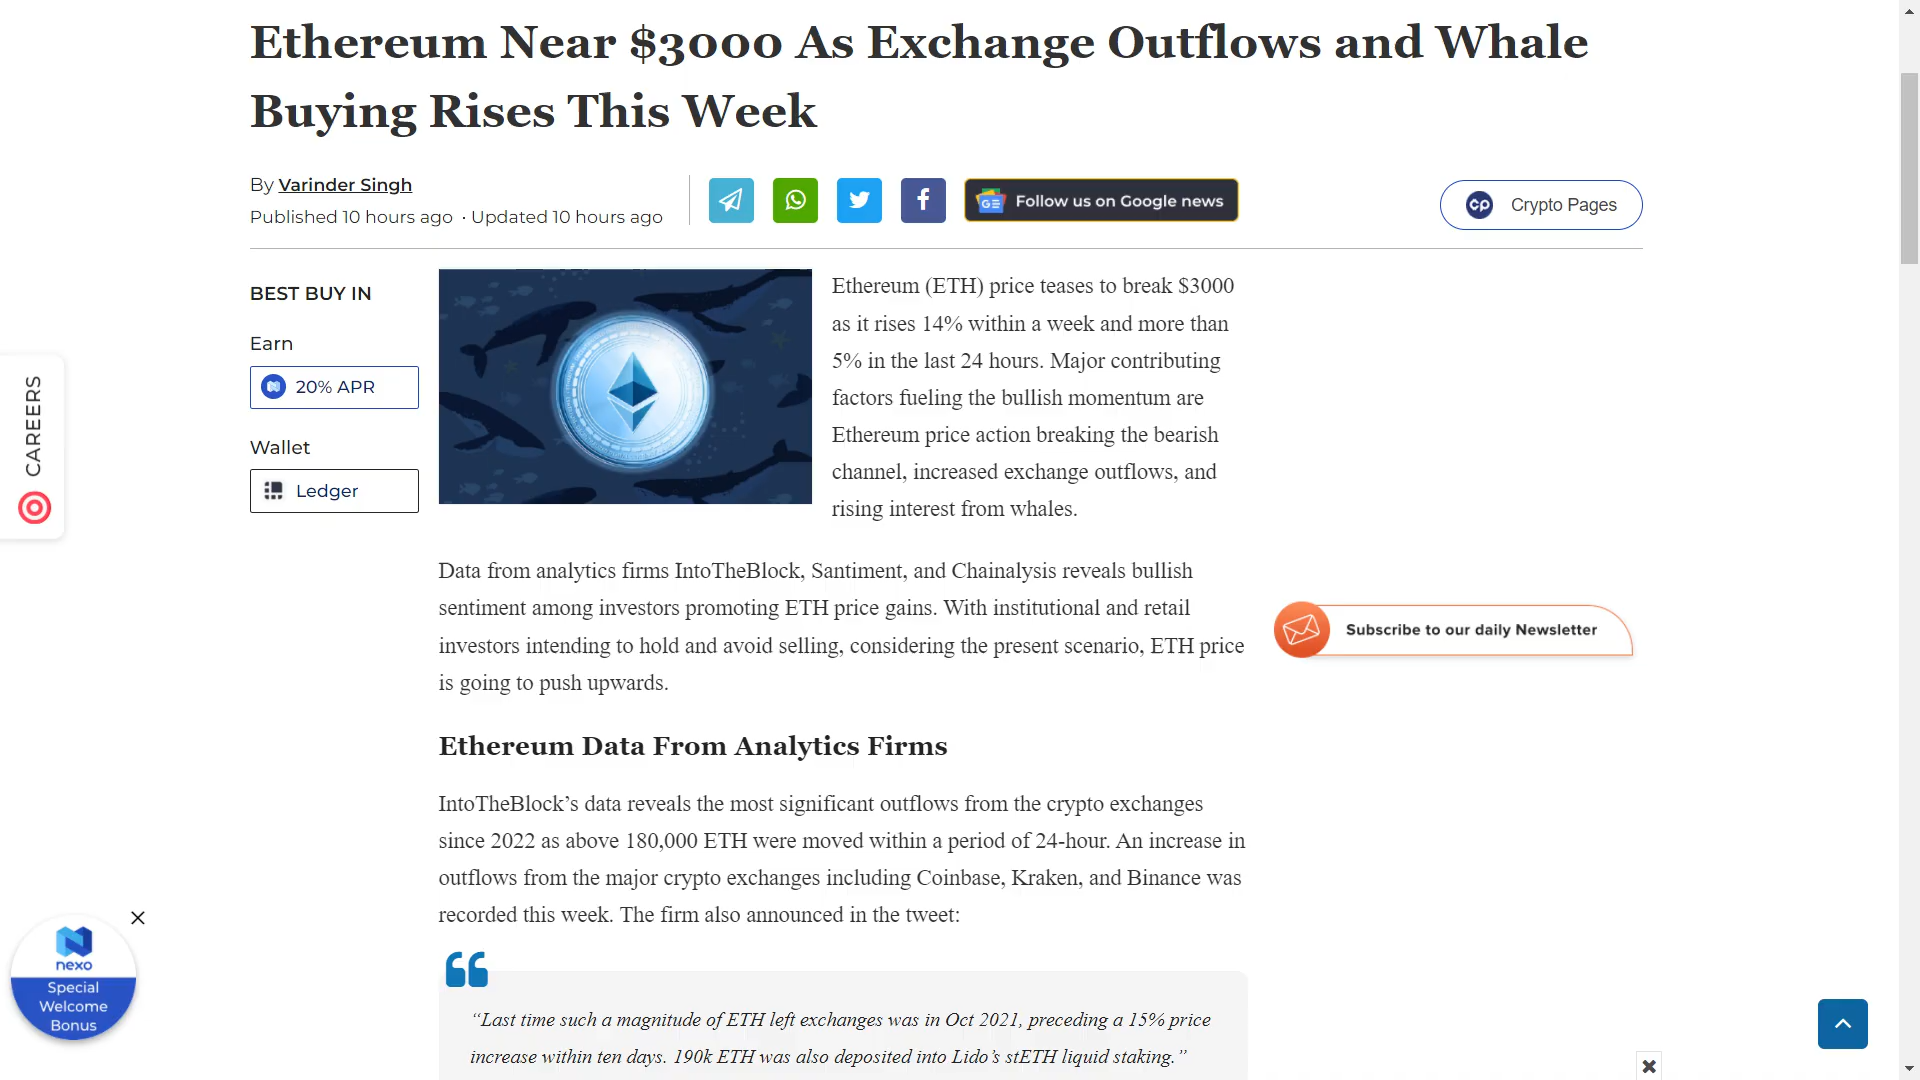 Ethereum Near $3000 As Exchange Outflows and Whale
Buying Rises This Week
By Varinder Singh
Published 10 hours ago · Updated 10 hours ago
Follow us on Google news
Crypto Pages
BEST BUY IN
Earn
20% APR
Wallet
Ledger
CAREERS
Ethereum (ETH) price teases to break $3000
as it rises 14% within a week and more than
5% in the last 24 hours. Major contributing
factors fueling the bullish momentum are
Ethereum price action breaking the bearish
channel, increased exchange outflows, and
rising interest from whales.
Data from analytics firms IntoTheBlock, Santiment, and Chainalysis reveals bullish
sentiment among investors promoting ETH price gains. With institutional and retail
investors intending to hold and avoid selling, considering the present scenario, ETH price
is going to push upwards.
Subscribe to our daily Newsletter
Ethereum Data From Analytics Firms
IntoTheBlock’s data reveals the most significant outflows from the crypto exchanges
since 2022 as above 180,000 ETH were moved within a period of 24-hour. An increase in
outflows from the major crypto exchanges including Coinbase, Kraken, and Binance was
recorded this week. The firm also announced in the tweet:
“Last time such a magnitude of ETH left exchanges was in Oct 2021, preceding a 15% price
increase within ten days. 190k ETH was also deposited into Lido’s stETH liquid staking.”
nexo
Special
Welcome
Bonus